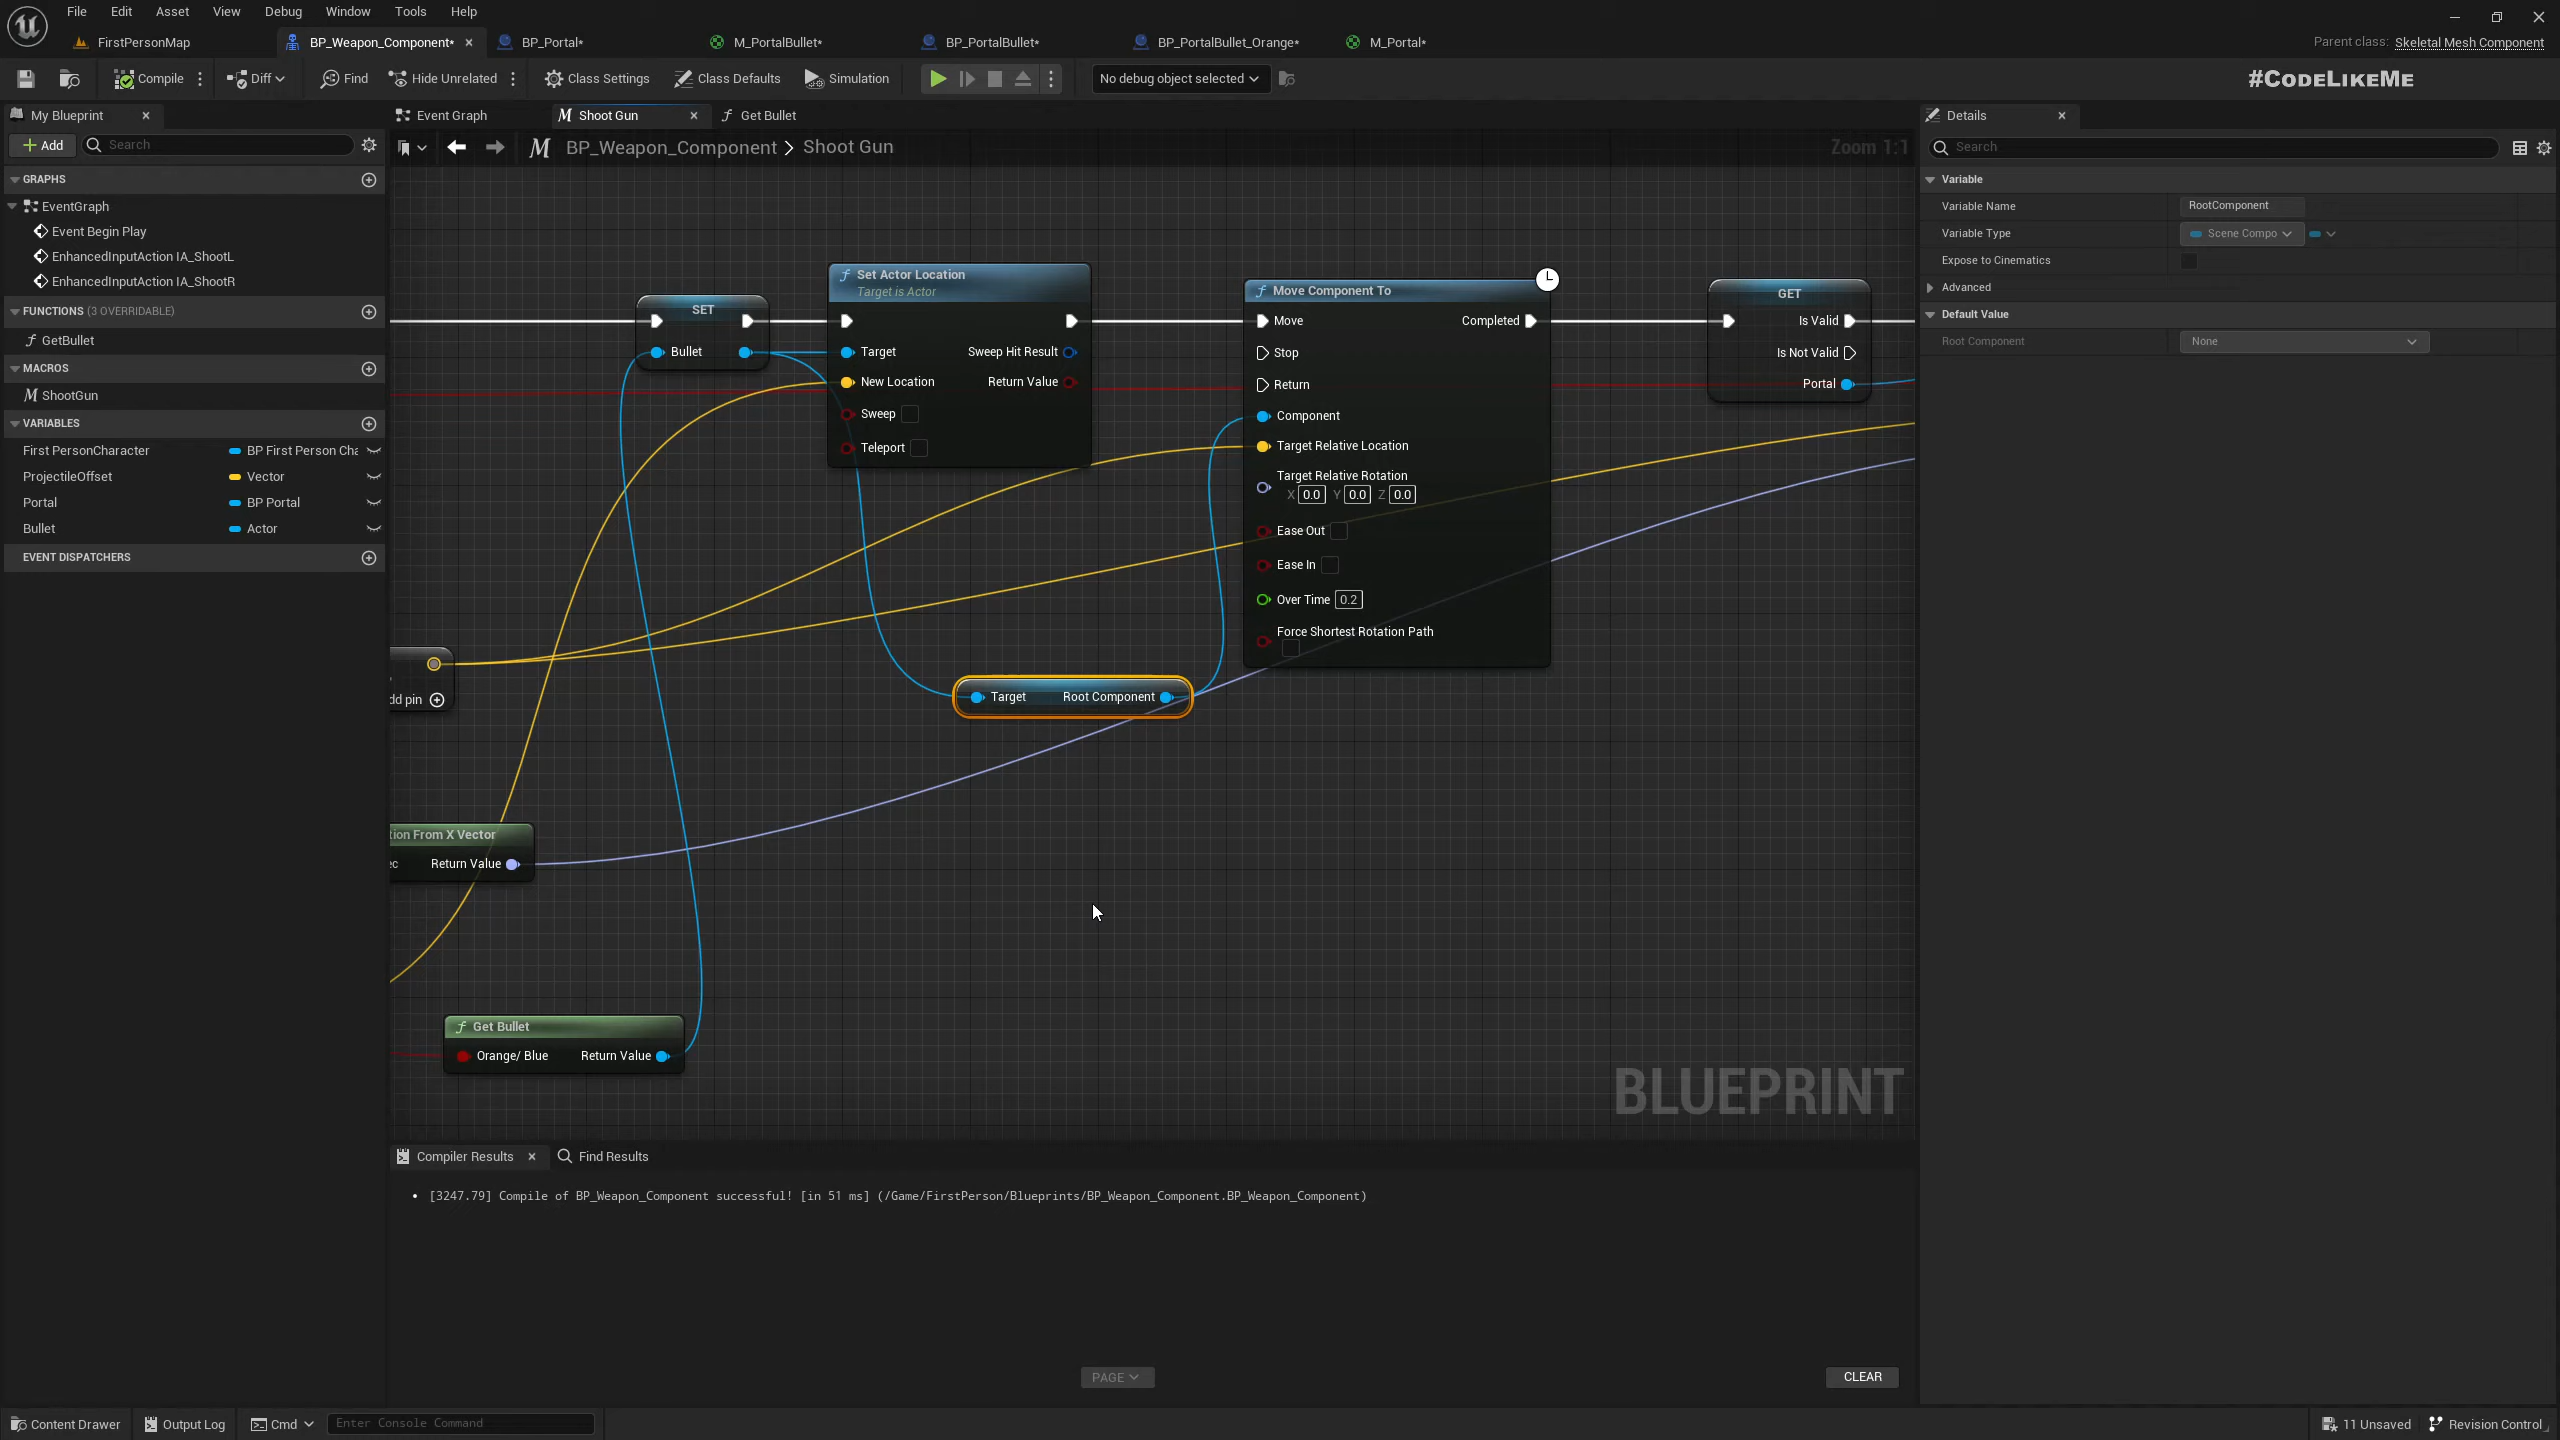 File Edit View Asset Debug Window Tools Help
FirstPersonMap
BP_Weapon_Component*
BP_Portal*
M_PortalBullet*
BP_PortalBullet*
BP_PortalBullet_Orange*
M_Portal*
Parent class: Skeletal Mesh Component
Compile
Diff
Find
Hide Unrelated
Class Settings
Class Defaults
Simulation
No debug object selected
#CODELIKEME
My Blueprint
Event Graph
Shoot Gun
Get Bullet
Details
Add
Search
BP_Weapon_Component > Shoot Gun
Zoom 1:1
Search
GRAPHS
EventGraph
Event Begin Play
EnhancedInputAction IA_ShootL
EnhancedInputAction IA_ShootR
FUNCTIONS (3 OVERRIDABLE)
GetBullet
MACROS
ShootGun
VARIABLES
First PersonCharacter BP First Person Cha
ProjectileOffset Vector
Portal BP Portal
Bullet Actor
EVENT DISPATCHERS
SET
Bullet
Set Actor Location
Target is Actor
Target Sweep Hit Result
New Location Return Value
Sweep
Teleport
Move Component To
Move Completed
Stop
Return
Component
Target Relative Location
Target Relative Rotation
X 0.0 Y 0.0 Z 0.0
Ease Out
Ease In
Over Time 0.2
Force Shortest Rotation Path
GET
Is Valid
Is Not Valid
Portal
Target Root Component
dd pin
tion From X Vector
ec Return Value
Get Bullet
Orange/ Blue Return Value
BLUEPRINT
Variable
Variable Name RootComponent
Variable Type Scene Compo
Expose to Cinematics
Advanced
Default Value
Root Component None
Compiler Results
Find Results
[3247.79] Compile of BP_Weapon_Component successful! [in 51 ms] (/Game/FirstPerson/Blueprints/BP_Weapon_Component.BP_Weapon_Component)
PAGE
CLEAR
Content Drawer
Output Log
Cmd
Enter Console Command
11 Unsaved
Revision Control